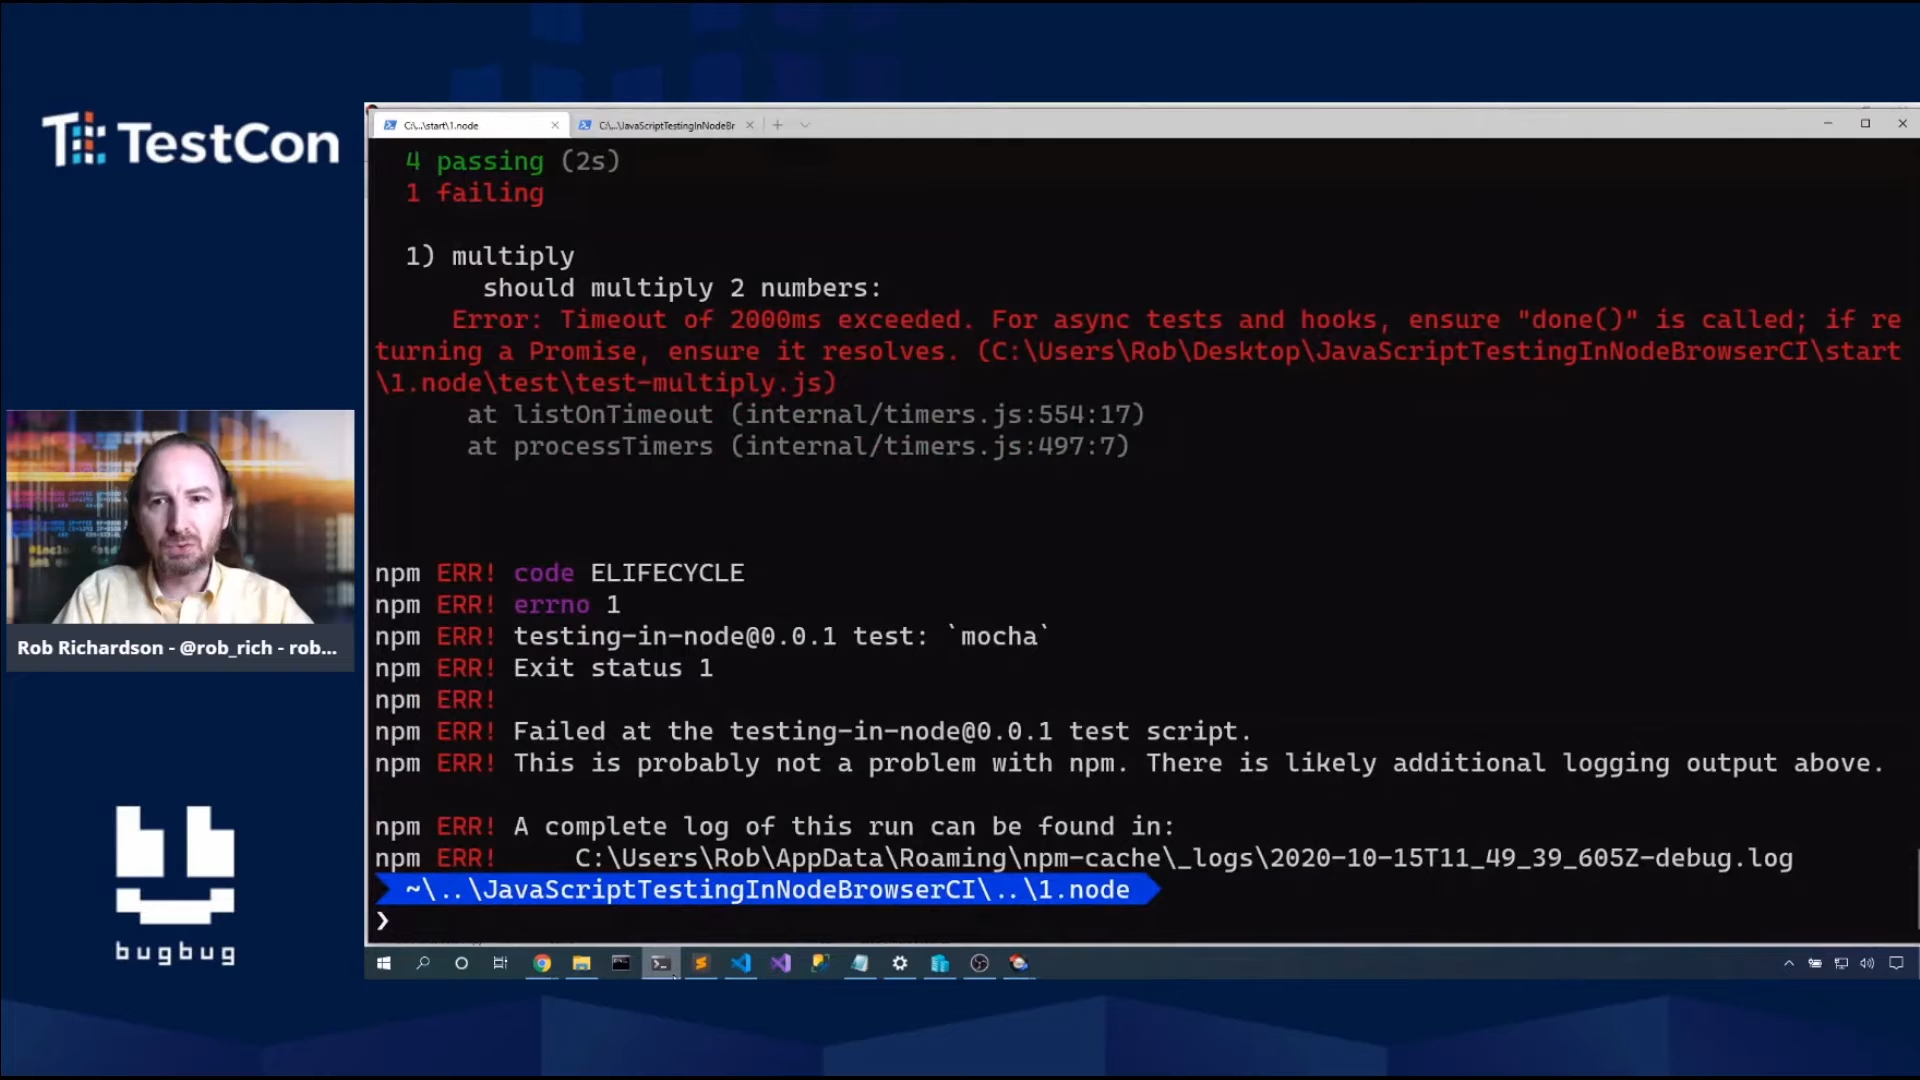 TestCon
C:\...\start\1.node
C:\...\JavaScriptTestingInNodeBr
4 passing (2s)
1 failing
1) multiply
should multiply 2 numbers:
Error: Timeout of 2000ms exceeded. For async tests and hooks, ensure "done()" is called; if re
turning a Promise, ensure it resolves. (C:\Users\Rob\Desktop\JavaScriptTestingInNodeBrowserCI\start
\1.node\test\test-multiply.js)
at listOnTimeout (internal/timers.js:554:17)
at processTimers (internal/timers.js:497:7)
npm ERR! code ELIFECYCLE
npm ERR! errno 1
npm ERR! testing-in-node@0.0.1 test: `mocha`
npm ERR! Exit status 1
npm ERR!
npm ERR! Failed at the testing-in-node@0.0.1 test script.
npm ERR! This is probably not a problem with npm. There is likely additional logging output above.
npm ERR! A complete log of this run can be found in:
npm ERR!     C:\Users\Rob\AppData\Roaming\npm-cache\_logs\2020-10-15T11_49_39_605Z-debug.log
~\..\JavaScriptTestingInNodeBrowserCI\..\1.node
❯
Rob Richardson - @rob_rich - rob...
bugbug